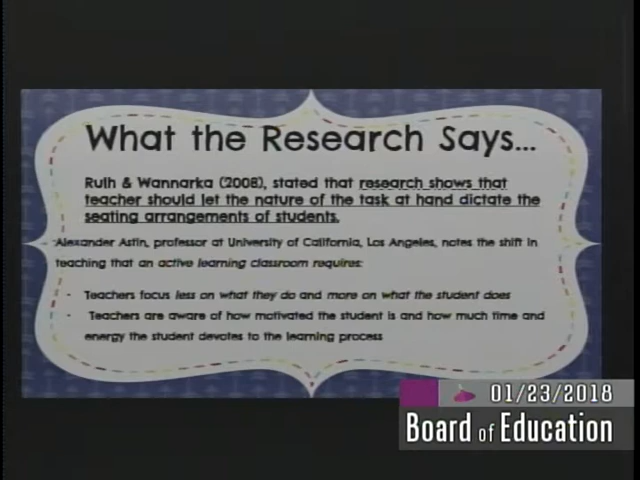 What the Research Says...
Rulh & Wannarka (2008), stated that research shows that
teacher should let the nature of the task at hand dictate the
seating arrangements of students.
Alexander Astin, professor at University of California, Los Angeles, notes the shift in
teaching that an active learning classroom requires:
- Teachers focus less on what they do and more on what the student does
- Teachers are aware of how motivated the student is and how much time and
energy the student devotes to the learning process
01/23/2018
Board of Education